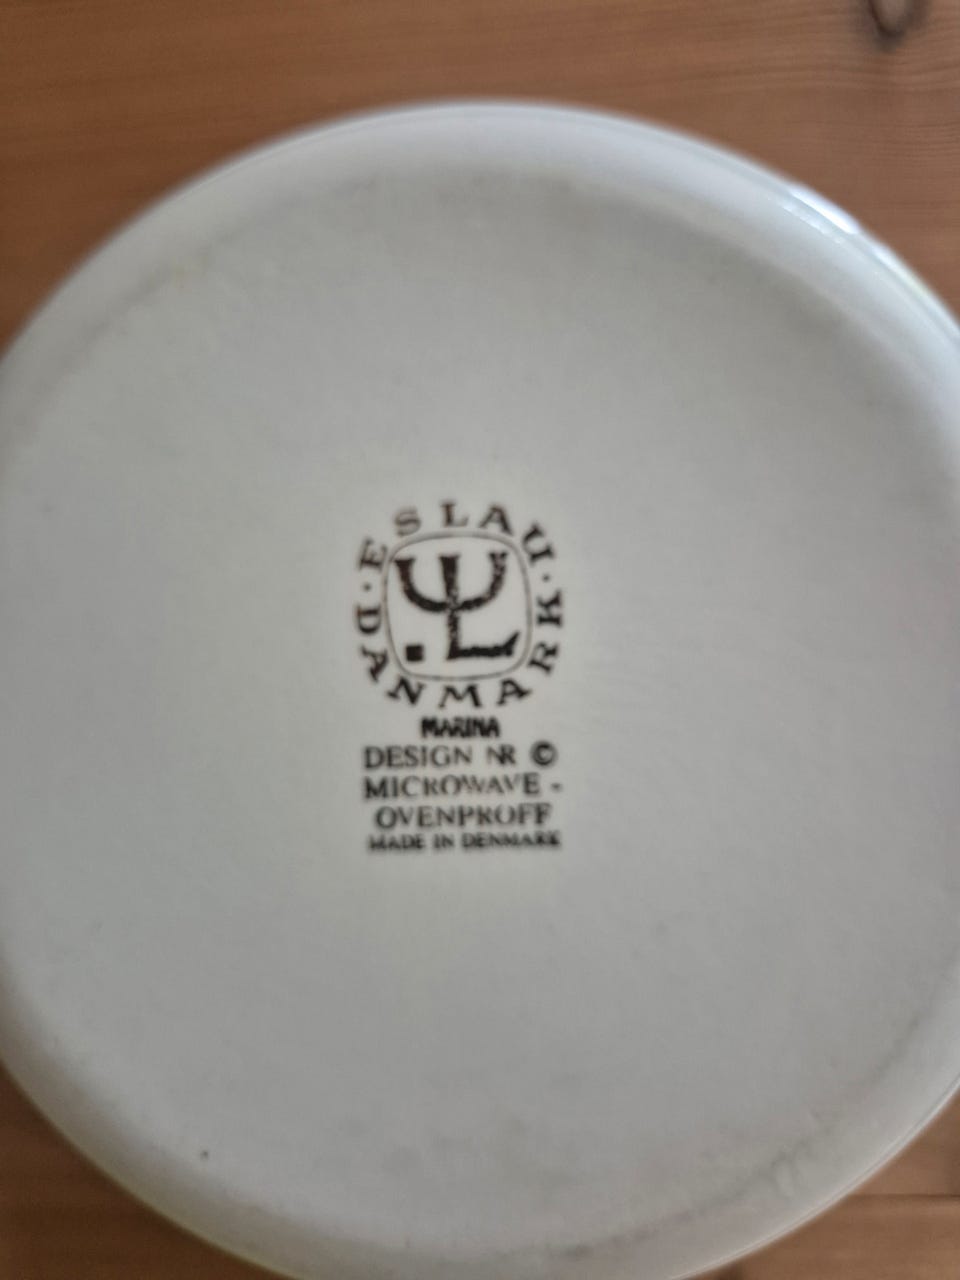 ESLAU · DANMARK ·
L
MARINA
DESIGN NR ©
MICROWAVE -
OVENPROFF
MADE IN DENMARK